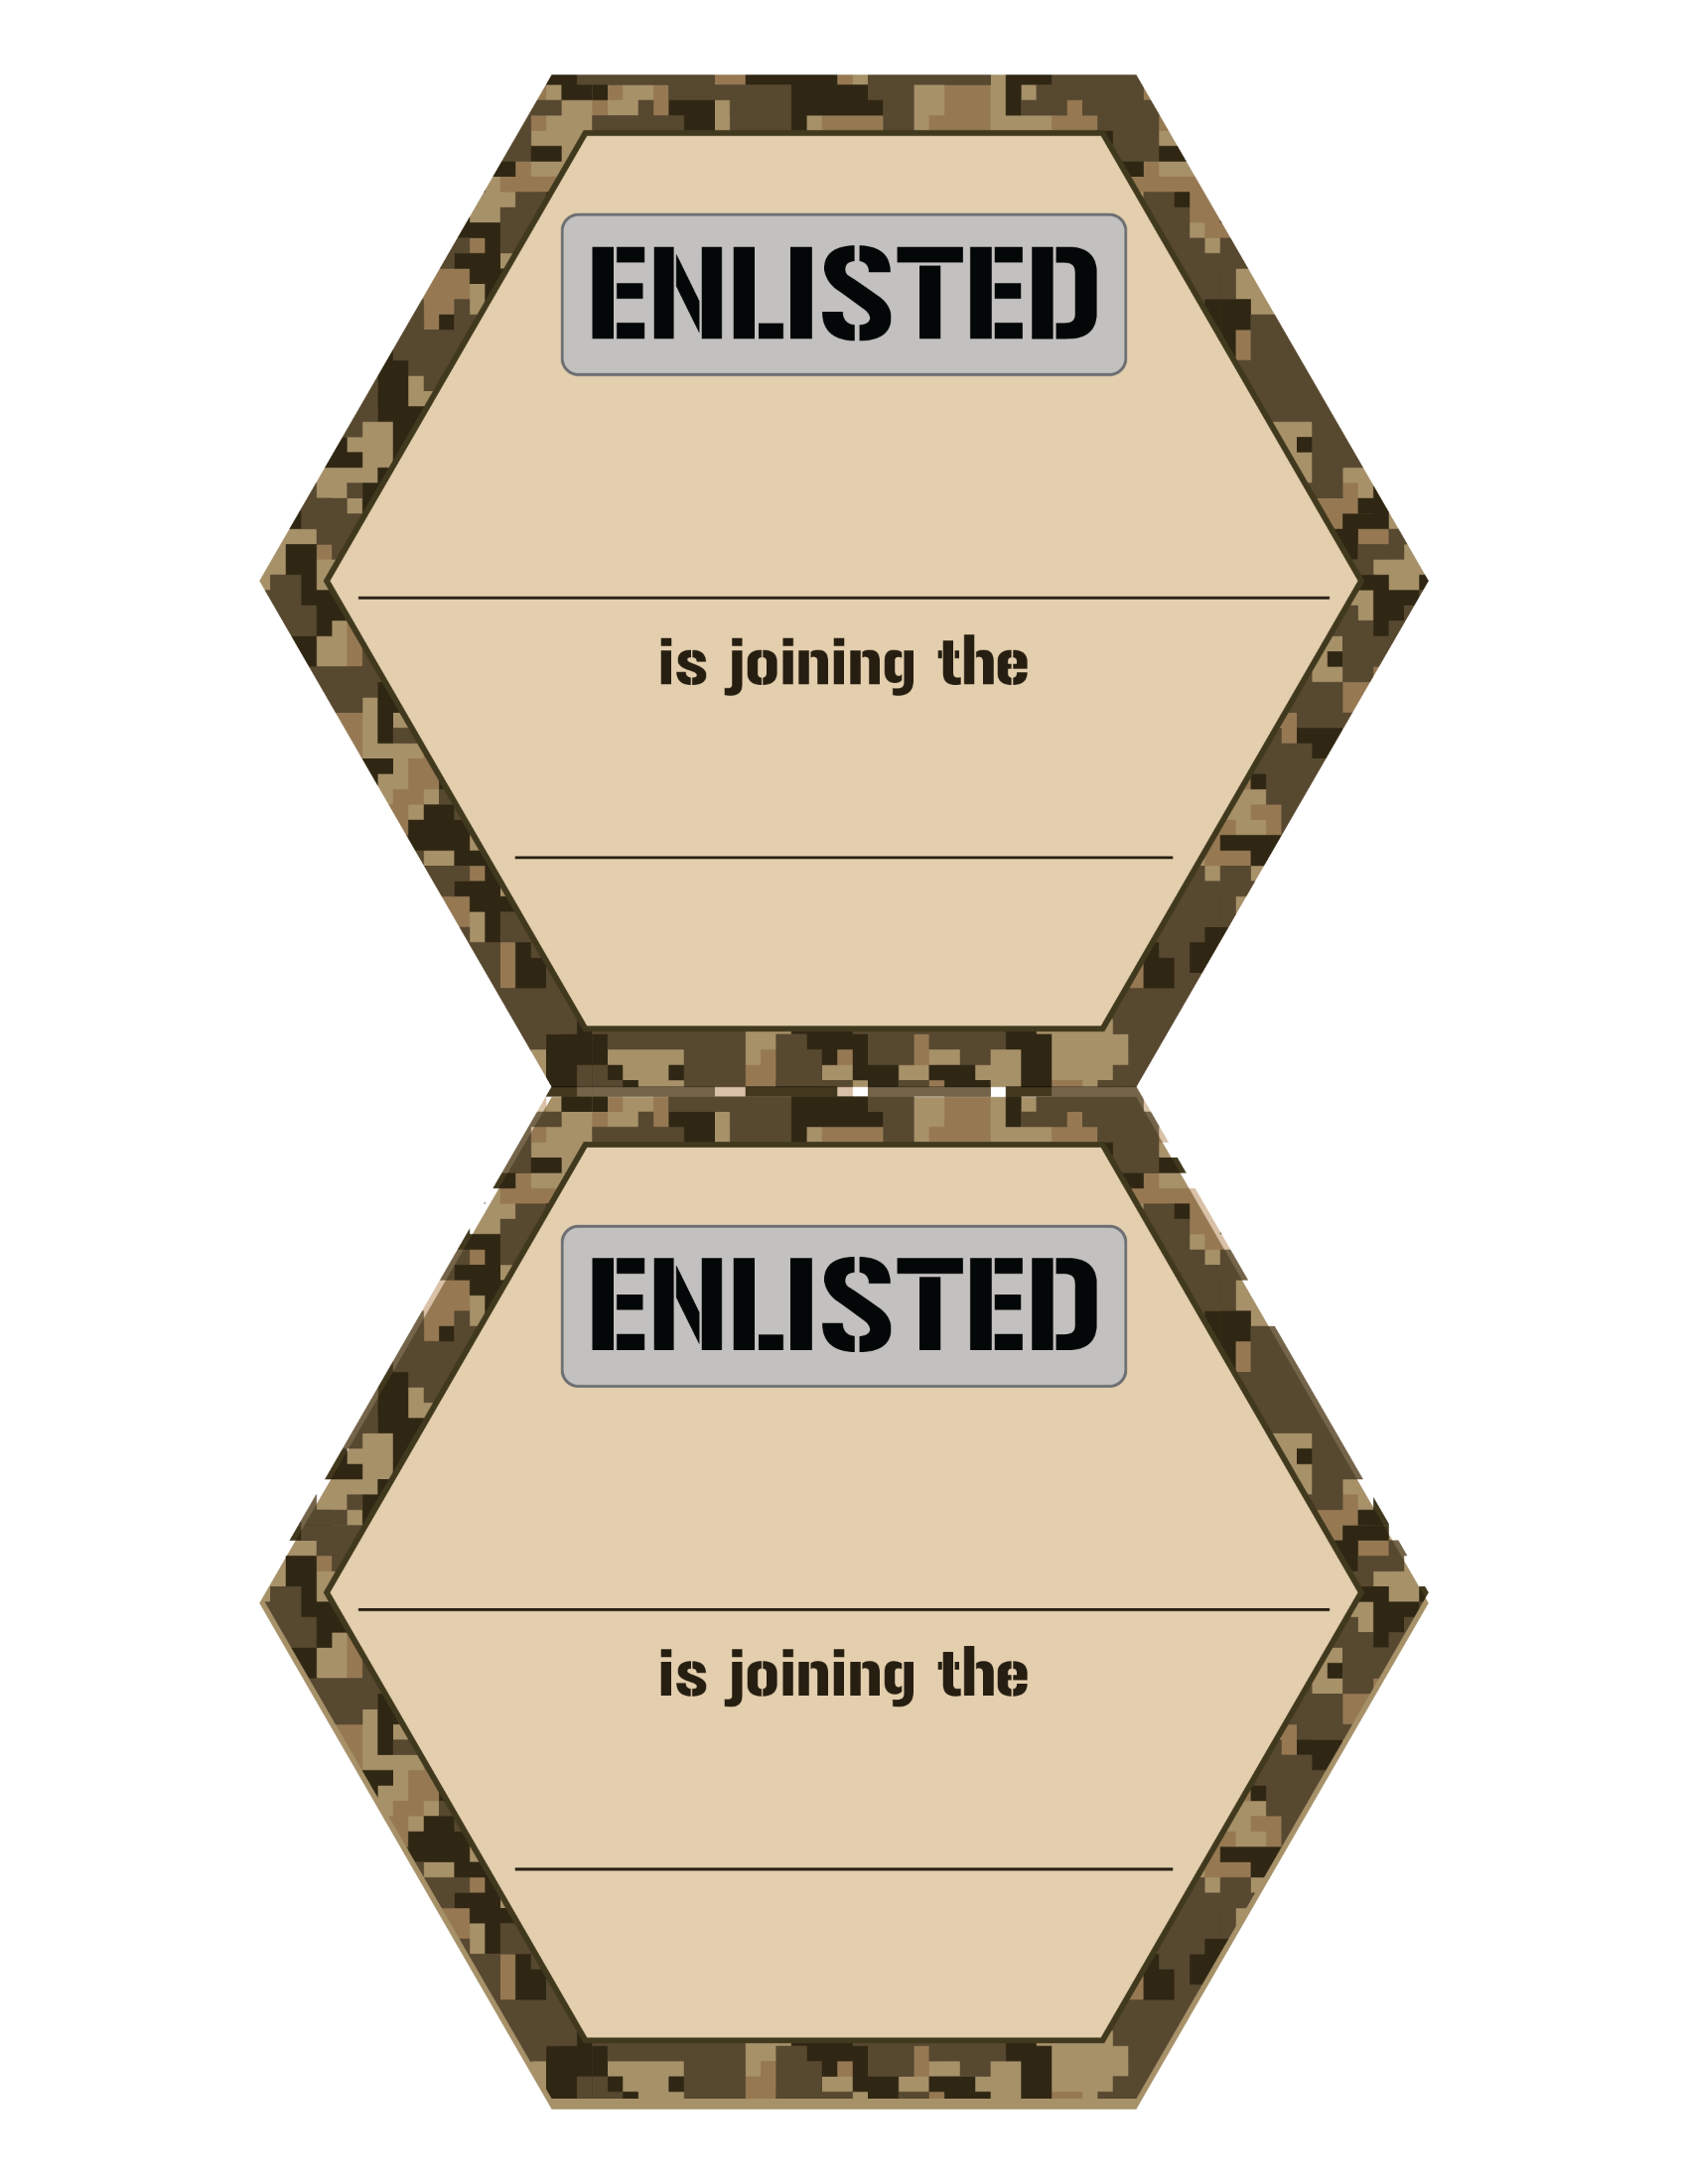 ENLISTED
is joining the
ENLISTED
is joining the